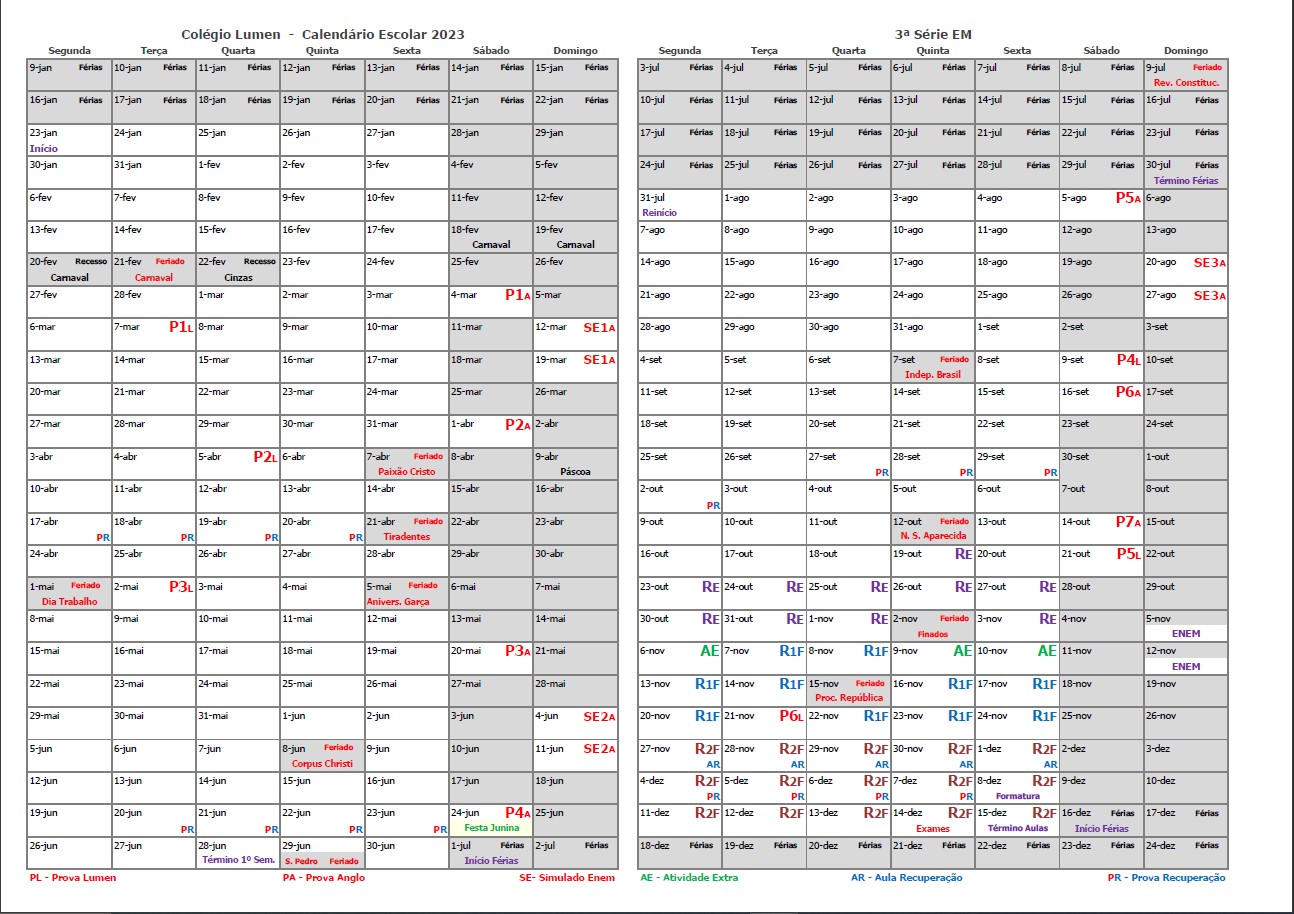 Colégio Lumen - Calendário Escolar 2023
Segunda Terça Quarta Quinta Sexta Sábado Domingo
9-jan Férias 10-jan Férias 11-jan Férias 12-jan Férias 13-jan Férias 14-jan Férias 15-jan Férias
16-jan Férias 17-jan Férias 18-jan Férias 19-jan Férias 20-jan Férias 21-jan Férias 22-jan Férias
23-jan 24-jan 25-jan 26-jan 27-jan 28-jan 29-jan
Início
30-jan 31-jan 1-fev 2-fev 3-fev 4-fev 5-fev
6-fev 7-fev 8-fev 9-fev 10-fev 11-fev 12-fev
13-fev 14-fev 15-fev 16-fev 17-fev 18-fev 19-fev
Carnaval Carnaval
20-fev Recesso 21-fev Feriado 22-fev Recesso 23-fev 24-fev 25-fev 26-fev
Carnaval Carnaval Cinzas
27-fev 28-fev 1-mar 2-mar 3-mar 4-mar P1A 5-mar
6-mar 7-mar P1L 8-mar 9-mar 10-mar 11-mar 12-mar SE1A
13-mar 14-mar 15-mar 16-mar 17-mar 18-mar 19-mar SE1A
20-mar 21-mar 22-mar 23-mar 24-mar 25-mar 26-mar
27-mar 28-mar 29-mar 30-mar 31-mar 1-abr P2A 2-abr
3-abr 4-abr 5-abr P2L 6-abr 7-abr Feriado 8-abr 9-abr
Paixão Cristo Páscoa
10-abr 11-abr 12-abr 13-abr 14-abr 15-abr 16-abr
17-abr 18-abr 19-abr 20-abr 21-abr Feriado 22-abr 23-abr
PR PR PR PR Tiradentes
24-abr 25-abr 26-abr 27-abr 28-abr 29-abr 30-abr
1-mai Feriado 2-mai P3L 3-mai 4-mai 5-mai Feriado 6-mai 7-mai
Dia Trabalho Anivers. Garça
8-mai 9-mai 10-mai 11-mai 12-mai 13-mai 14-mai
15-mai 16-mai 17-mai 18-mai 19-mai 20-mai P3A 21-mai
22-mai 23-mai 24-mai 25-mai 26-mai 27-mai 28-mai
29-mai 30-mai 31-mai 1-jun 2-jun 3-jun 4-jun SE2A
5-jun 6-jun 7-jun 8-jun Feriado 9-jun 10-jun 11-jun SE2A
Corpus Christi
12-jun 13-jun 14-jun 15-jun 16-jun 17-jun 18-jun
19-jun 20-jun 21-jun 22-jun 23-jun 24-jun P4A 25-jun
PR PR PR PR Festa Junina
26-jun 27-jun 28-jun 29-jun 30-jun 1-jul Férias 2-jul Férias
Término 1º Sem. S. Pedro Feriado Início Férias
PL - Prova Lumen PA - Prova Anglo SE- Simulado Enem
3ª Série EM
Segunda Terça Quarta Quinta Sexta Sábado Domingo
3-jul Férias 4-jul Férias 5-jul Férias 6-jul Férias 7-jul Férias 8-jul Férias 9-jul Feriado
Rev. Constituc.
10-jul Férias 11-jul Férias 12-jul Férias 13-jul Férias 14-jul Férias 15-jul Férias 16-jul Férias
17-jul Férias 18-jul Férias 19-jul Férias 20-jul Férias 21-jul Férias 22-jul Férias 23-jul Férias
24-jul Férias 25-jul Férias 26-jul Férias 27-jul Férias 28-jul Férias 29-jul Férias 30-jul Férias
Término Férias
31-jul 1-ago 2-ago 3-ago 4-ago 5-ago P5A 6-ago
Reinício
7-ago 8-ago 9-ago 10-ago 11-ago 12-ago 13-ago
14-ago 15-ago 16-ago 17-ago 18-ago 19-ago 20-ago SE3A
21-ago 22-ago 23-ago 24-ago 25-ago 26-ago 27-ago SE3A
28-ago 29-ago 30-ago 31-ago 1-set 2-set 3-set
4-set 5-set 6-set 7-set Feriado 8-set 9-set P4L 10-set
Indep. Brasil
11-set 12-set 13-set 14-set 15-set 16-set P6A 17-set
18-set 19-set 20-set 21-set 22-set 23-set 24-set
25-set 26-set 27-set 28-set 29-set 30-set 1-out
PR PR PR
2-out 3-out 4-out 5-out 6-out 7-out 8-out
PR
9-out 10-out 11-out 12-out Feriado 13-out 14-out P7A 15-out
N. S. Aparecida
16-out 17-out 18-out 19-out RE 20-out 21-out P5L 22-out
23-out RE 24-out RE 25-out RE 26-out RE 27-out RE 28-out 29-out
30-out RE 31-out RE 1-nov RE 2-nov Feriado 3-nov RE 4-nov 5-nov
Finados ENEM
6-nov AE 7-nov R1F 8-nov R1F 9-nov AE 10-nov AE 11-nov 12-nov
ENEM
13-nov R1F 14-nov R1F 15-nov Feriado 16-nov R1F 17-nov R1F 18-nov 19-nov
Proc. República
20-nov R1F 21-nov P6L 22-nov R1F 23-nov R1F 24-nov R1F 25-nov 26-nov
27-nov R2F 28-nov R2F 29-nov R2F 30-nov R2F 1-dez R2F 2-dez 3-dez
AR AR AR AR AR
4-dez R2F 5-dez R2F 6-dez R2F 7-dez R2F 8-dez R2F 9-dez 10-dez
PR PR PR PR Formatura
11-dez R2F 12-dez R2F 13-dez R2F 14-dez R2F 15-dez R2F 16-dez Férias 17-dez Férias
Exames Término Aulas Início Férias
18-dez Férias 19-dez Férias 20-dez Férias 21-dez Férias 22-dez Férias 23-dez Férias 24-dez Férias
AE - Atividade Extra AR - Aula Recuperação PR - Prova Recuperação